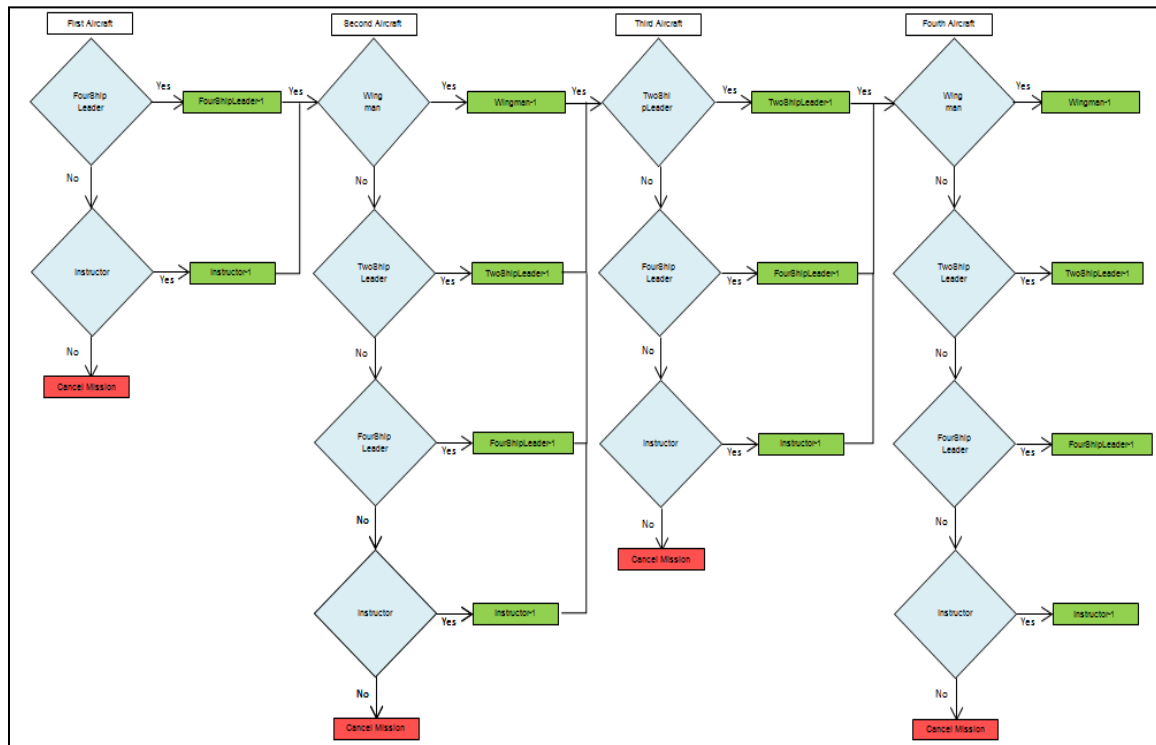 First Aircraft
Second Aircraft
Third Aircraft
Fourth Aircraft
FourShip
Leader
Yes
FourShipLeader-1
Yes
Wing
man
Yes
Wingman-1
Yes
TwoShi
pLeader
Yes
TwoShipLeader-1
Yes
Wing
man
Yes
Wingman-1
No
No
No
No
Instructor
Yes
Instructor-1
TwoShip
Leader
Yes
TwoShipLeader-1
FourShip
Leader
Yes
FourShipLeader-1
TwoShip
Leader
Yes
TwoShipLeader-1
No
No
No
No
Cancel Mission
FourShip
Leader
Yes
FourShipLeader-1
Instructor
Yes
Instructor-1
FourShip
Leader
Yes
FourShipLeader-1
No
No
No
Cancel Mission
Instructor
Yes
Instructor-1
Instructor
Yes
Instructor-1
No
No
Cancel Mission
Cancel Mission